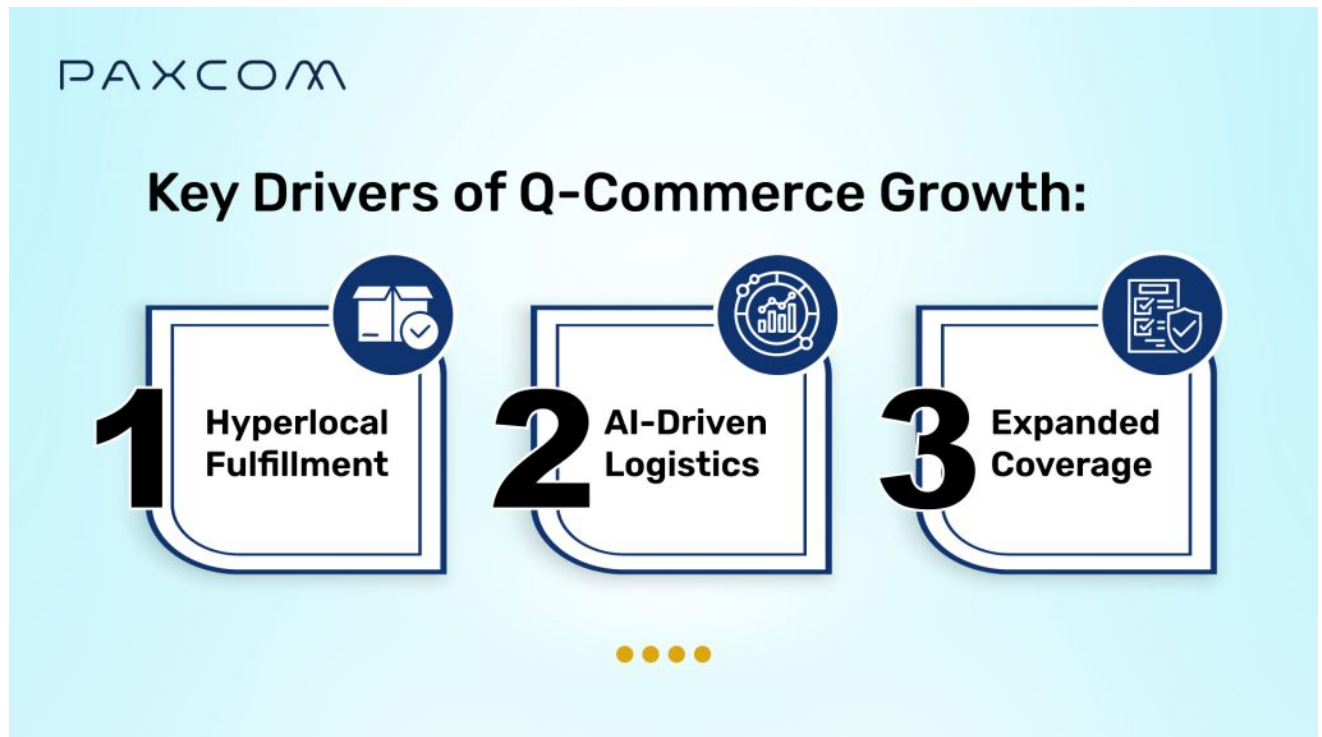 PAXCOM
Key Drivers of Q-Commerce Growth:
1
Hyperlocal
Fulfillment
2
AI-Driven
Logistics
3
Expanded
Coverage